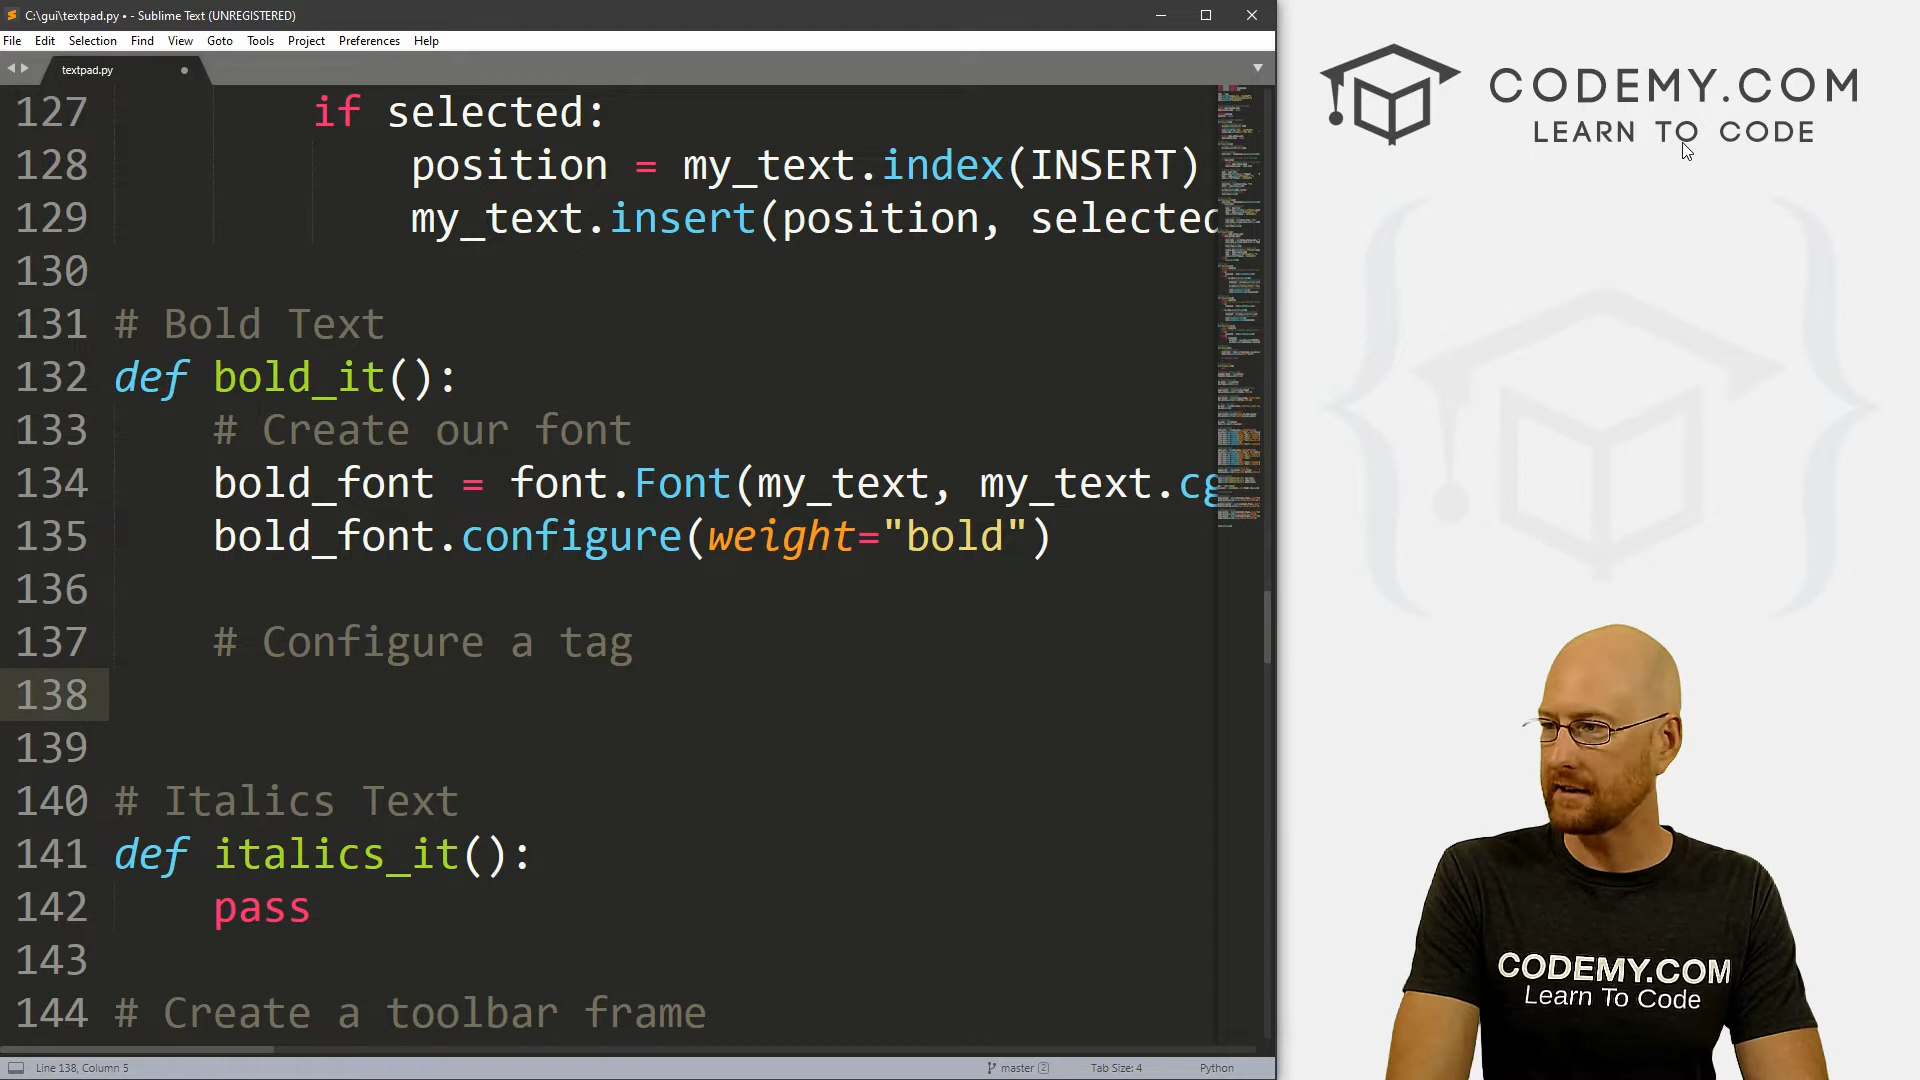 C:\gui\textpad.py • - Sublime Text (UNREGISTERED)
File Edit Selection Find View Goto Tools Project Preferences Help
textpad.py
127 if selected:
128 position = my_text.index(INSERT)
129 my_text.insert(position, selected
130
131 # Bold Text
132 def bold_it():
133 # Create our font
134 bold_font = font.Font(my_text, my_text.cg
135 bold_font.configure(weight="bold")
136
137 # Configure a tag
138
139
140 # Italics Text
141 def italics_it():
142 pass
143
144 # Create a toolbar frame
Line 138, Column 5
master 2
Tab Size: 4
Python
CODEMY.COM
LEARN TO CODE
CODEMY.COM
Learn To Code